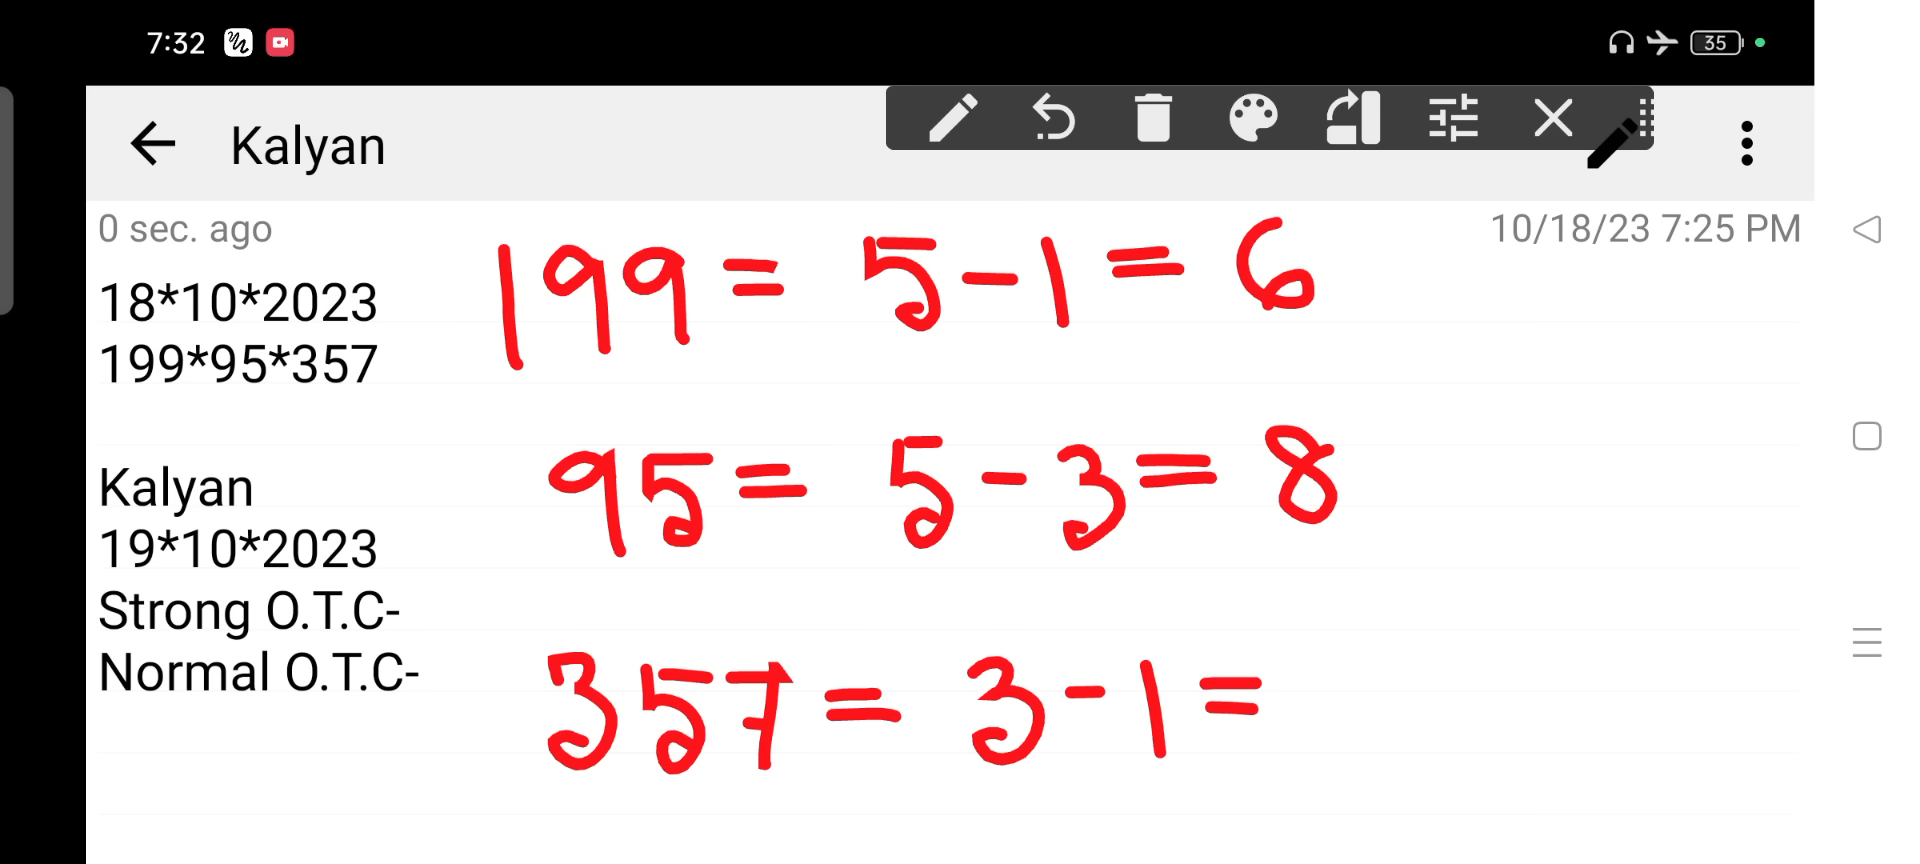 7:32
35
Kalyan
0 sec. ago
10/18/23 7:25 PM
18*10*2023
199*95*357
Kalyan
19*10*2023
Strong O.T.C-
Normal O.T.C-
199 = 5-1 = 6
95 = 5-3 = 8
357 = 3-1 =